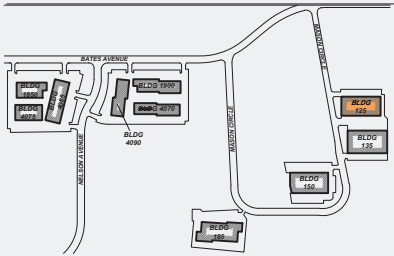 MASON CIRCLE
BATES AVENUE
BLDG
1850
BLDG
4075
BLDG 1900
BLDG 4070
BLDG
4090
NELSON AVENUE
MASON CIRCLE
BLDG
125
BLDG
135
BLDG
150
BLDG
185